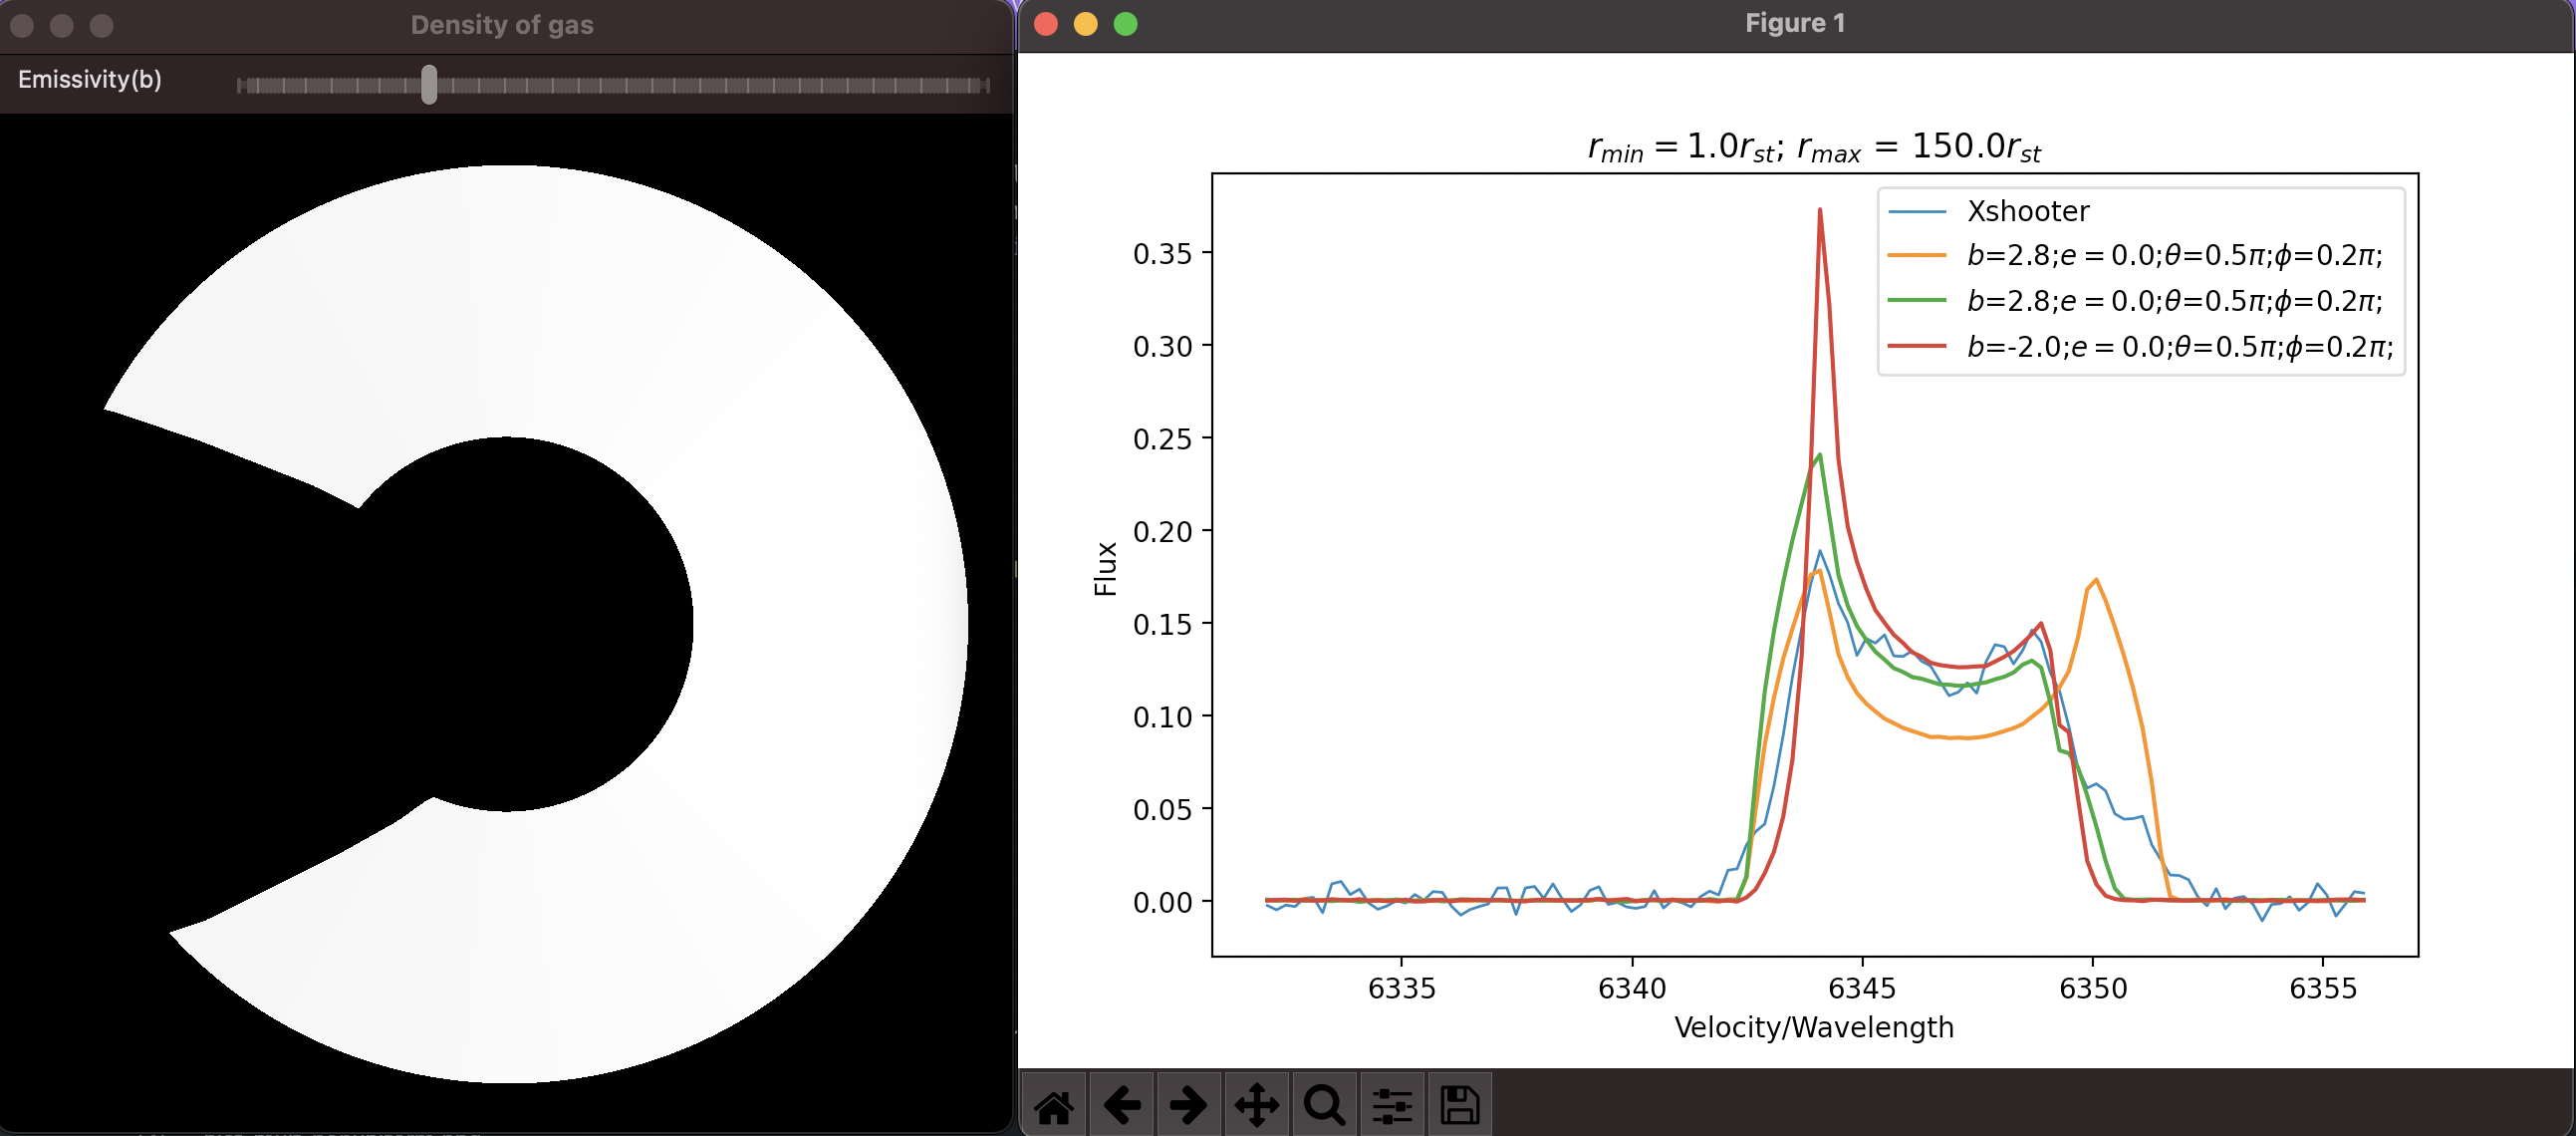 Density of gas
Emissivity(b)
Figure 1
r_min = 1.0r_st; r_max = 150.0r_st
Xshooter
b=2.8;e = 0.0;θ=0.5π;ϕ=0.2π;
b=2.8;e = 0.0;θ=0.5π;ϕ=0.2π;
b=-2.0;e = 0.0;θ=0.5π;ϕ=0.2π;
0.35
0.30
0.25
0.20
0.15
0.10
0.05
0.00
Flux
6335
6340
6345
6350
6355
Velocity/Wavelength